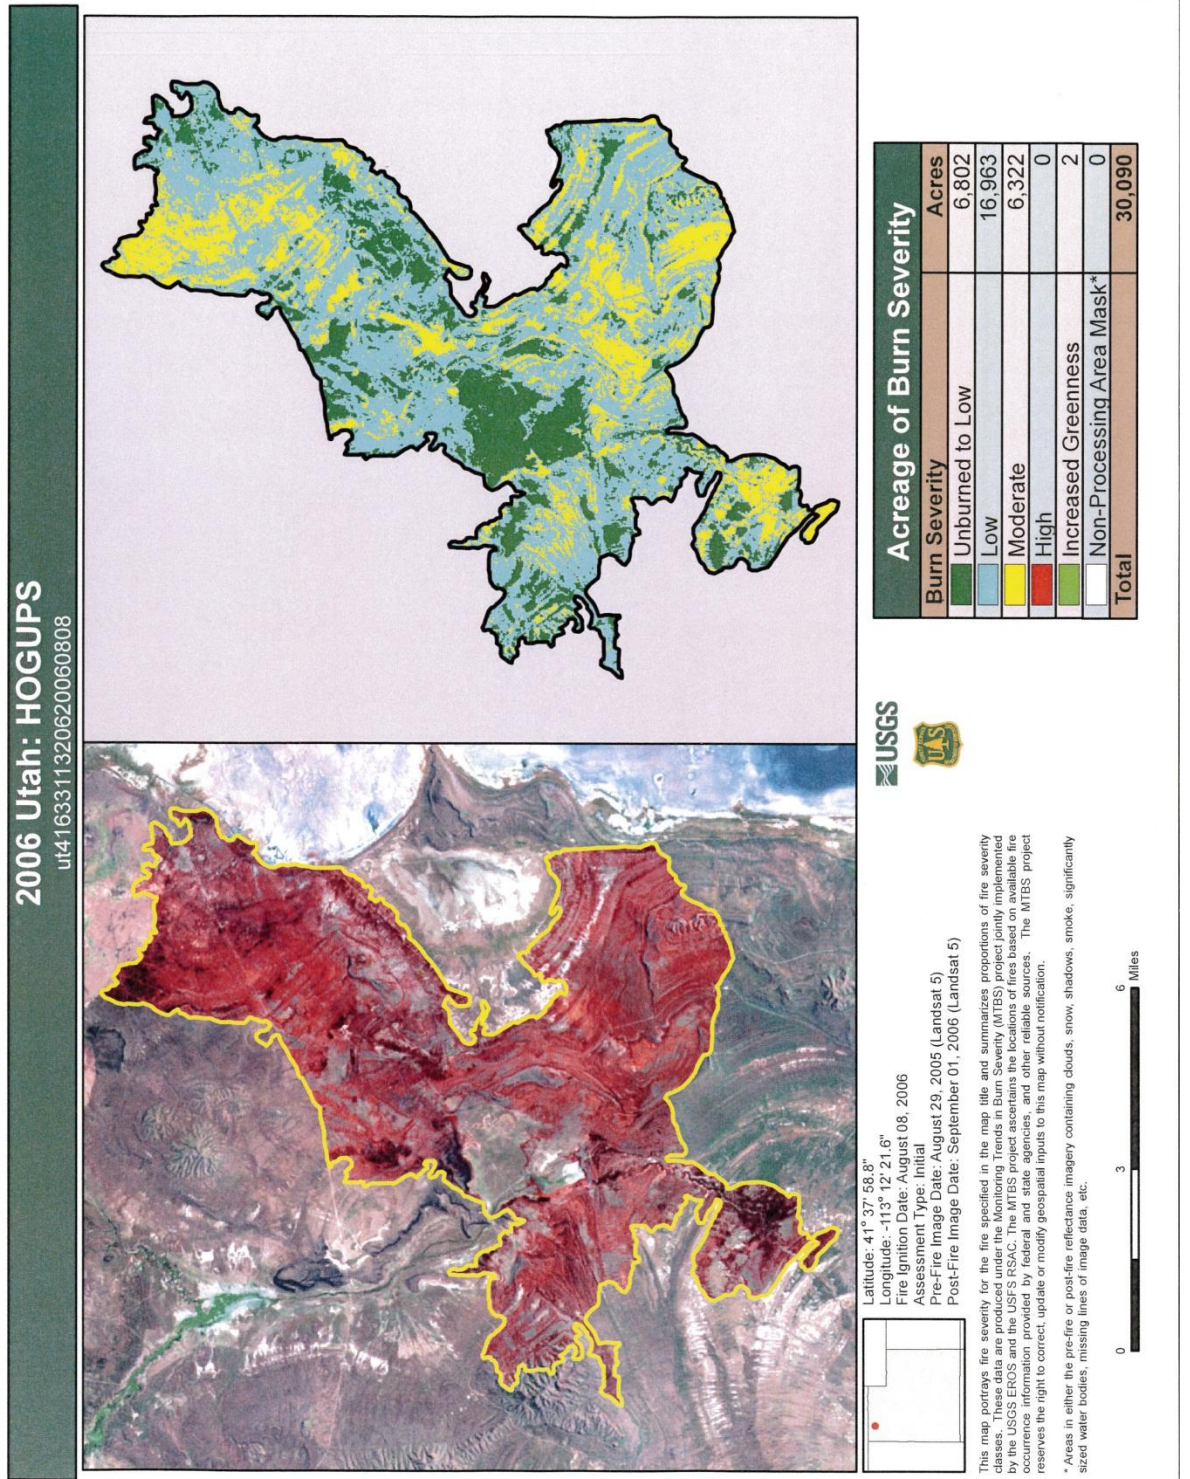 2006 Utah: HOGUPS
ut4163311132062006​0808
Latitude: 41° 37' 58.8"
Longitude: -113° 12' 21.6"
Fire Ignition Date: August 08, 2006
Assessment Type: Initial
Pre-Fire Image Date: August 29, 2005 (Landsat 5)
Post-Fire Image Date: September 01, 2006 (Landsat 5)
This map portrays fire severity for the fire specified in the map title and summarizes proportions of fire severity
classes. These data are produced under the Monitoring Trends in Burn Severity (MTBS) project jointly implemented
by the USGS EROS and the USFS RSAC. The MTBS project ascertains the locations of fires based on available fire
occurrence information provided by federal and state agencies, and other reliable sources. The MTBS project
reserves the right to correct, update or modify geospatial inputs to this map without notification.
* Areas in either the pre-fire or post-fire reflectance imagery containing clouds, snow, shadows, smoke, significantly
sized water bodies, missing lines of image data, etc.
0 3 6 Miles
USGS
UAS
Acreage of Burn Severity
Burn Severity Acres
Unburned to Low 6,802
Low 16,963
Moderate 6,322
High 0
Increased Greenness 2
Non-Processing Area Mask* 0
Total 30,090